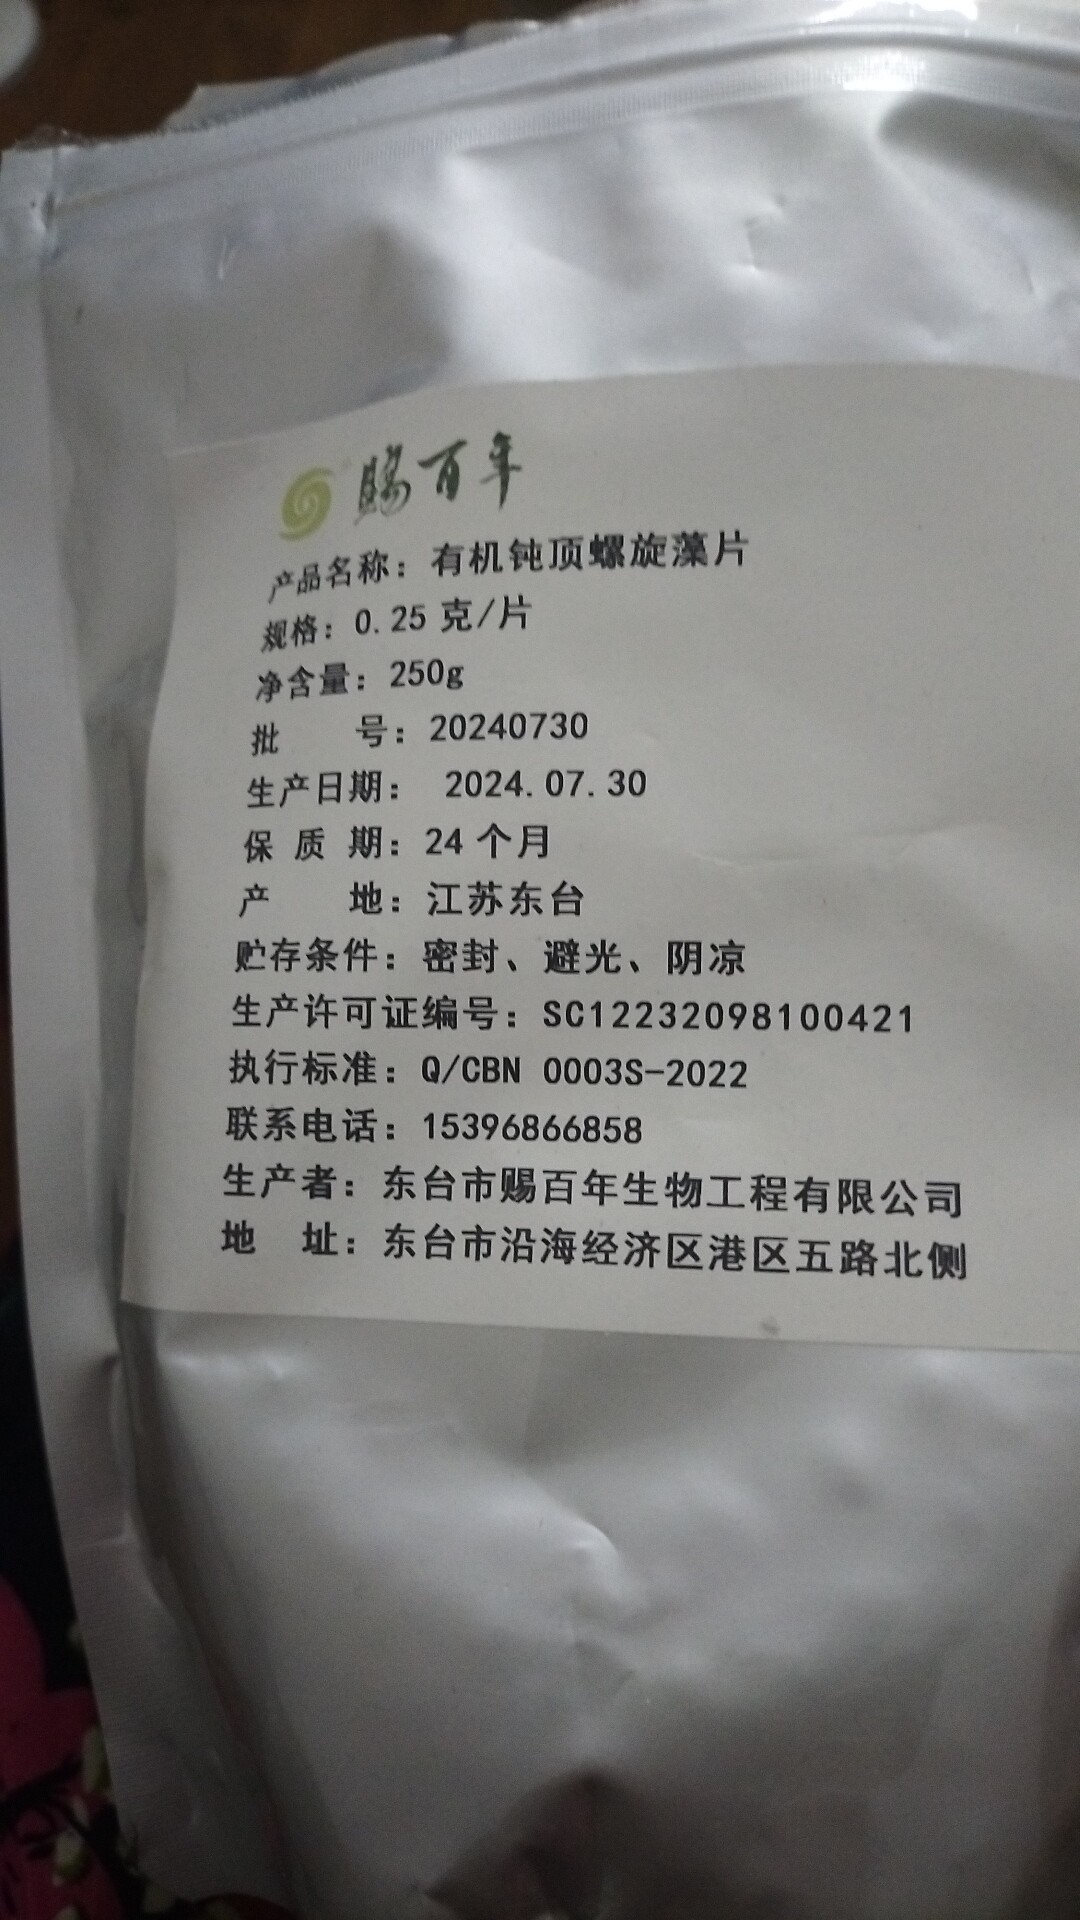 赐百年
产品名称：有机钝顶螺旋藻片
规格：0.25 克/片
净含量：250g
批 号：20240730
生产日期： 2024.07.30
保 质 期：24 个月
产 地：江苏东台
贮存条件：密封、避光、阴凉
生产许可证编号：SC12232098100421
执行标准：Q/CBN 0003S-2022
联系电话：15396866858
生产者：东台市赐百年生物工程有限公司
地 址：东台市沿海经济区港区五路北侧